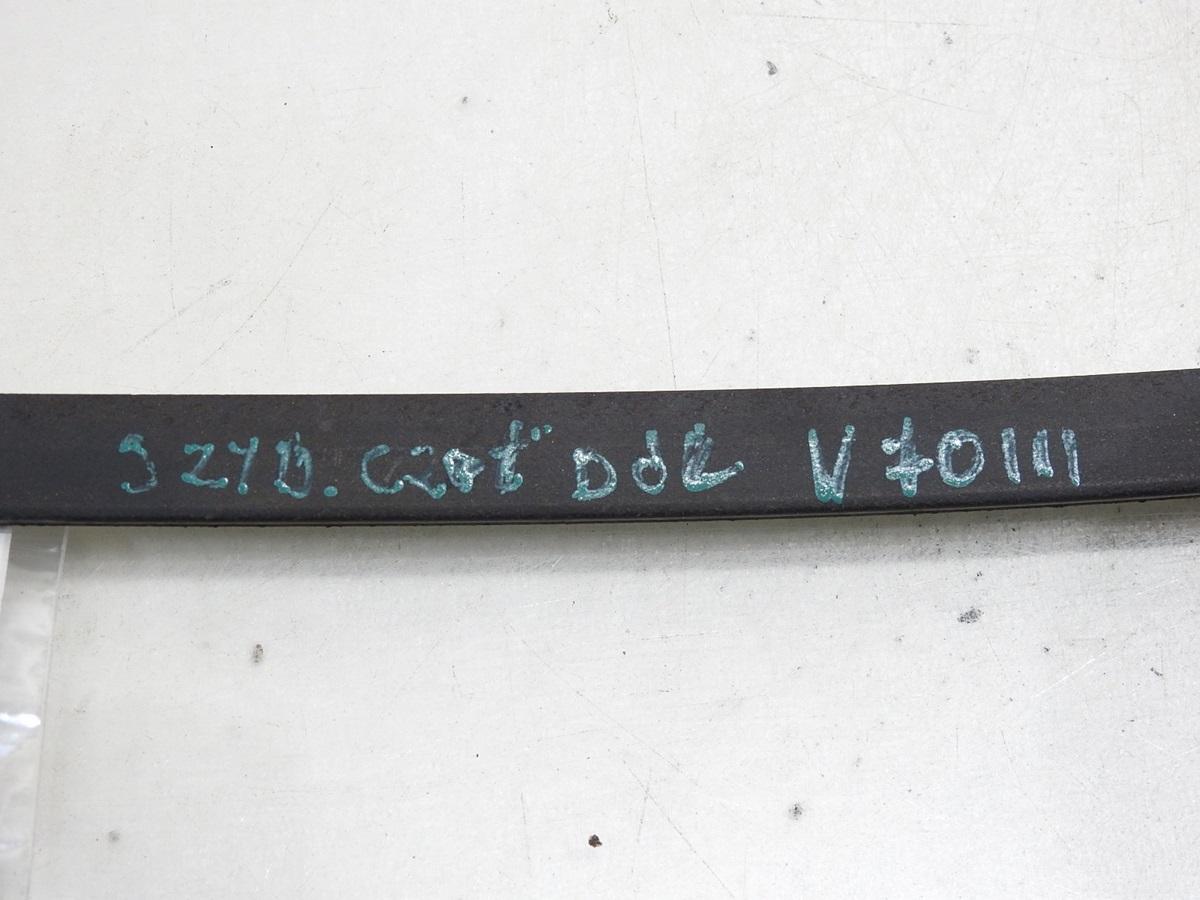 SZYB. CZOŁ DÓŁ V70III